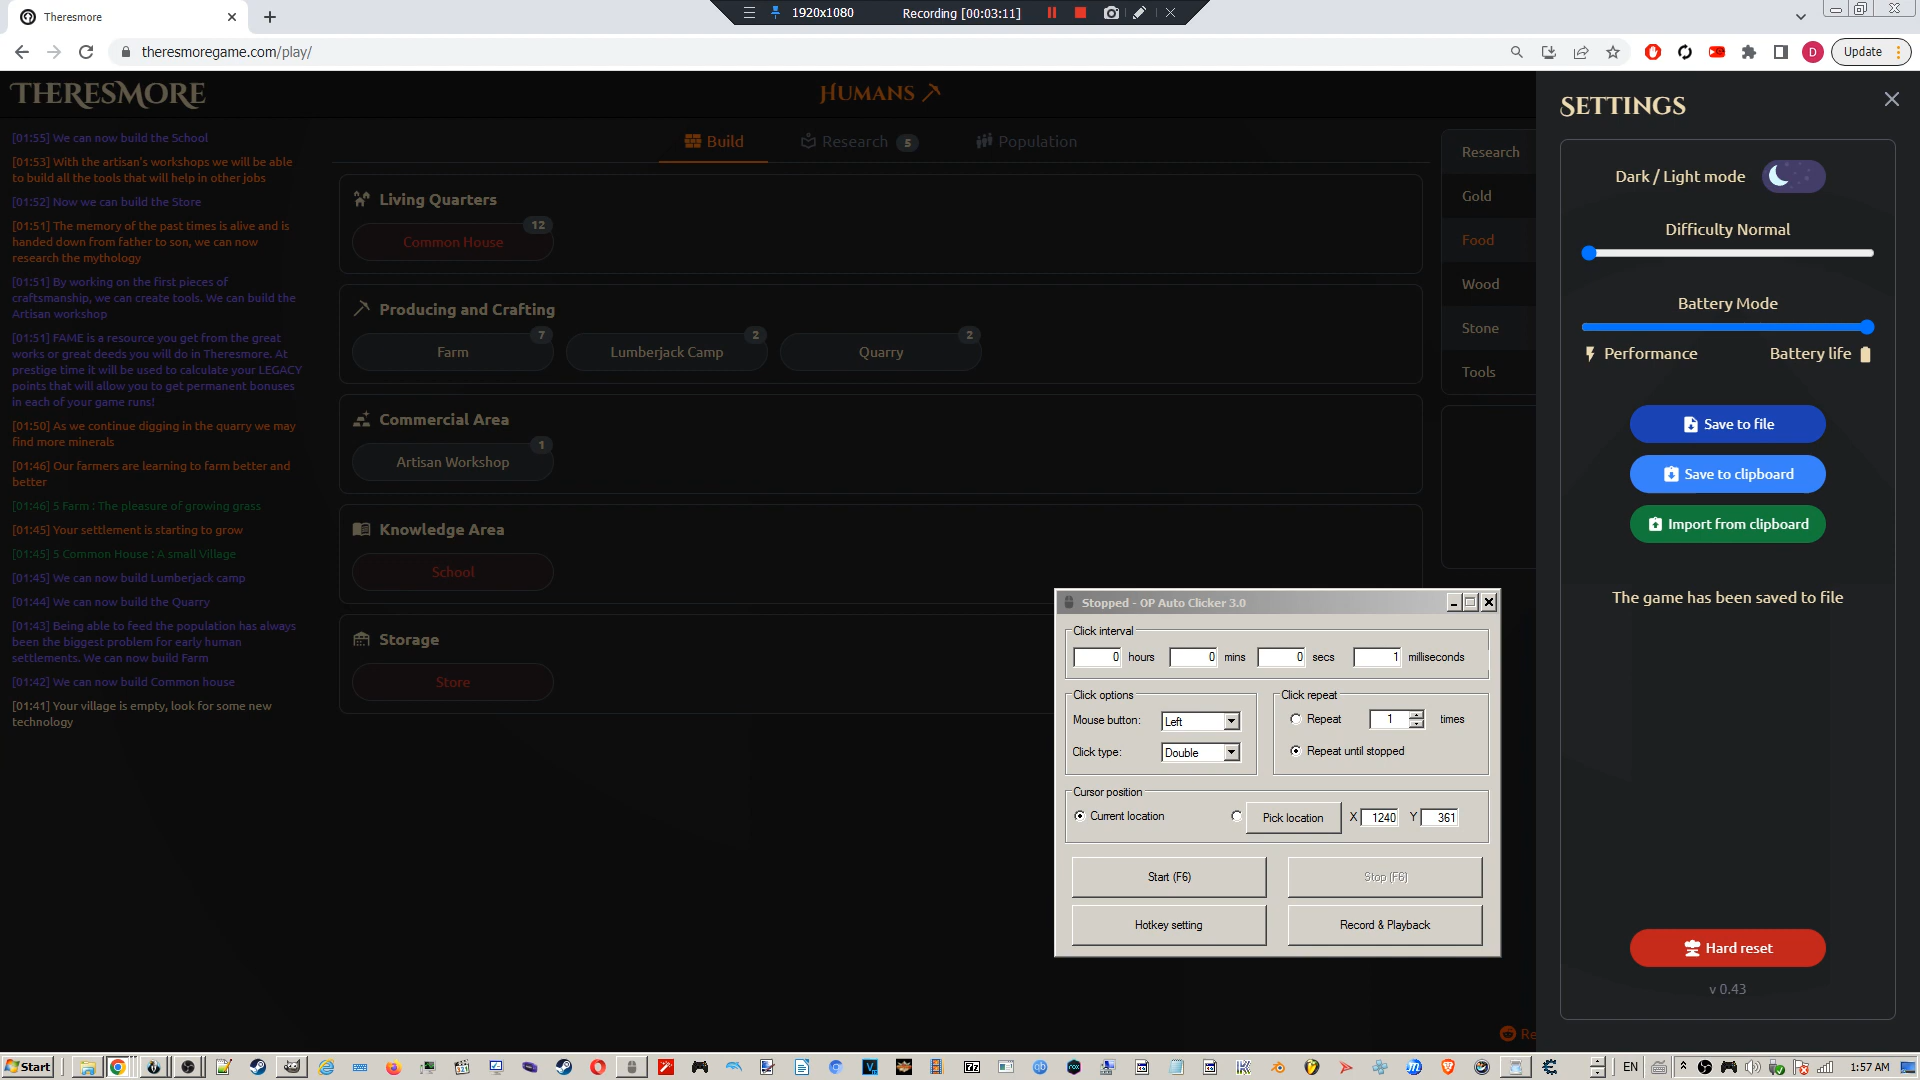 Theresmore
1920x1080
Recording [00:03:11]
theresmoregame.com/play/
D
Update
THERESMORE
HUMANS
[01:55] We can now build the School
[01:53] With the artisan's workshops we will be able
to build all the tools that will help in other jobs
[01:52] Now we can build the Store
[01:51] The memory of the past times is alive and is
handed down from father to son, we can now
research the mythology
[01:51] By working on the first pieces of
craftsmanship, we can create tools. We can build the
Artisan workshop
[01:51] FAME is a resource you get from the great
works or great deeds you will do in Theresmore. At
prestige time it will be used to calculate your LEGACY
points that will allow you to get permanent bonuses
in each of your game runs!
[01:50] As we continue digging in the quarry we may
find more minerals
[01:46] Our farmers are learning to farm better and
better
[01:46] 5 Farm : The pleasure of growing grass
[01:45] Your settlement is starting to grow
[01:45] 5 Common House : A small Village
[01:45] We can now build Lumberjack camp
[01:44] We can now build the Quarry
[01:43] Being able to feed the population has always
been the biggest problem for early human
settlements. We can now build Farm
[01:42] We can now build Common house
[01:41] Your village is empty, look for some new
technology
Build
Research 5
Population
Living Quarters
Common House 12
Producing and Crafting
Farm 7
Lumberjack Camp 2
Quarry 2
Commercial Area
Artisan Workshop 1
Knowledge Area
School
Storage
Store
Research
Gold
Food
Wood
Stone
Tools
Re
SETTINGS
Dark / Light mode
Difficulty Normal
Battery Mode
Performance
Battery life
Save to file
Save to clipboard
Import from clipboard
The game has been saved to file
Hard reset
v 0.43
Stopped - OP Auto Clicker 3.0
Click interval
0 hours 0 mins 0 secs 1 milliseconds
Click options
Mouse button: Left
Click type: Double
Click repeat
Repeat 1 times
Repeat until stopped
Cursor position
Current location
Pick location X 1240 Y 361
Start (F6)
Stop (F6)
Hotkey setting
Record & Playback
Start
EN
1:57 AM